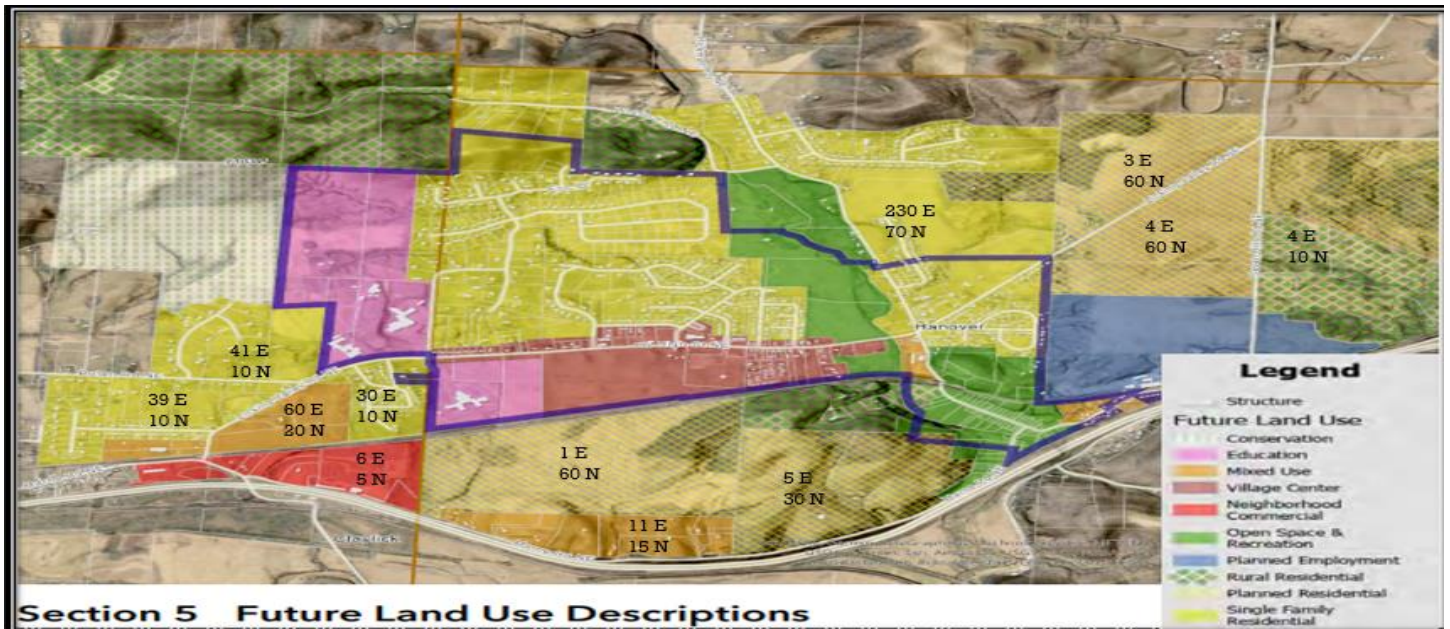 3 E
60 N
230 E
70 N
4 E
60 N
4 E
10 N
Hanover
41 E
10 N
39 E
10 N
60 E
20 N
30 E
10 N
6 E
5 N
1 E
60 N
5 E
30 N
11 E
15 N
Legend
Structure
Future Land Use
Conservation
Education
Mixed Use
Village Center
Neighborhood
Commercial
Open Space &
Recreation
Planned Employment
Rural Residential
Planned Residential
Single Family
Residential
Section 5 Future Land Use Descriptions